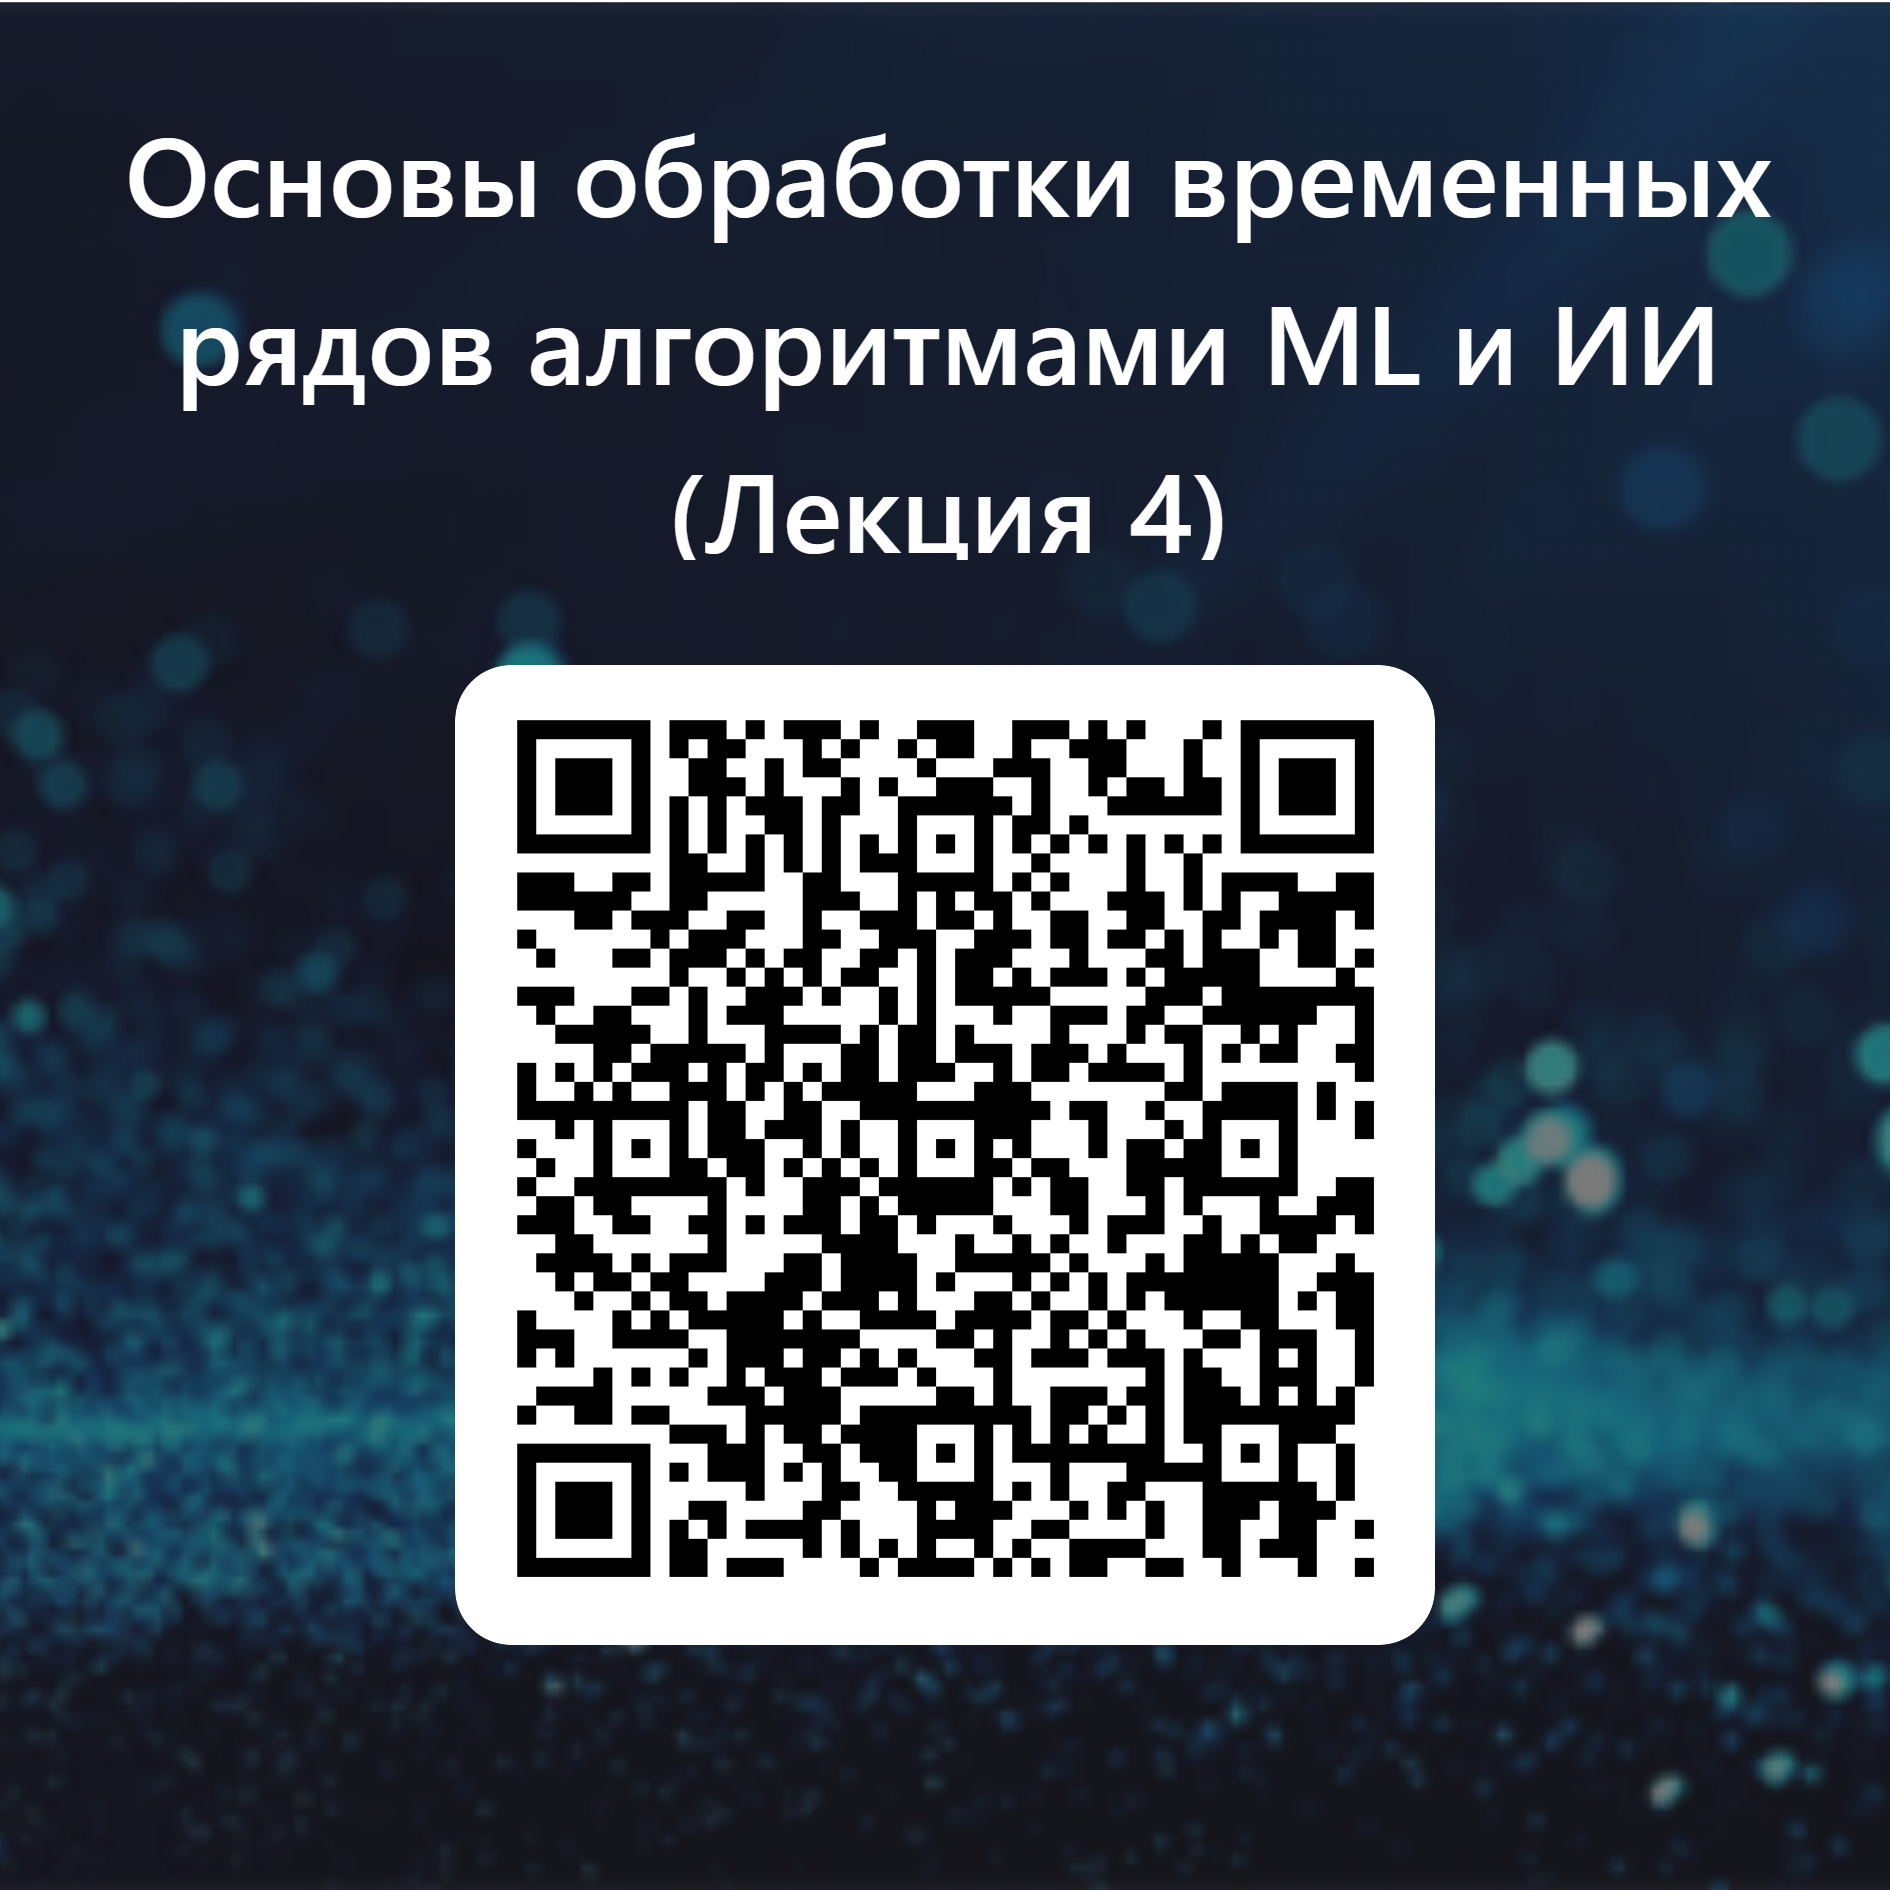 Основы обработки временных
рядов алгоритмами ML и ИИ
(Лекция 4)